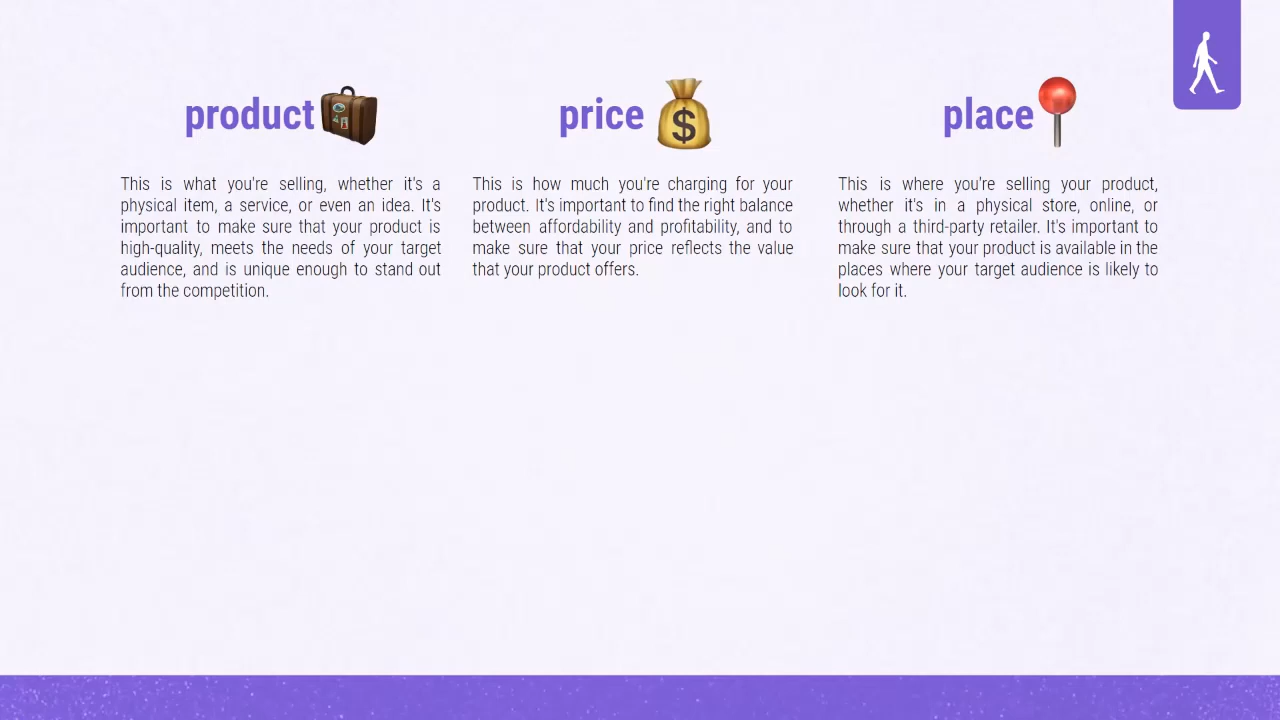 product
This is what you're selling, whether it's a
physical item, a service, or even an idea. It's
important to make sure that your product is
high-quality, meets the needs of your target
audience, and is unique enough to stand out
from the competition.
price
$
This is how much you're charging for your
product. It's important to find the right balance
between affordability and profitability, and to
make sure that your price reflects the value
that your product offers.
place
This is where you're selling your product,
whether it's in a physical store, online, or
through a third-party retailer. It's important to
make sure that your product is available in the
places where your target audience is likely to
look for it.